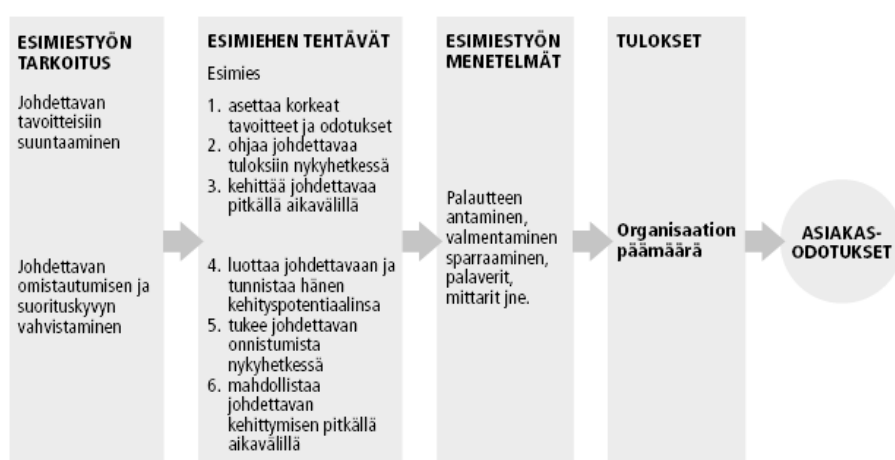 ESIMIESTYÖN
TARKOITUS
Johdettavan
tavoitteisiin
suuntaaminen
Johdettavan
omistautumisen ja
suorituskyvyn
vahvistaminen
ESIMIEHEN TEHTÄVÄT
Esimies
1. asettaa korkeat
tavoitteet ja odotukset
2. ohjaa johdettavaa
tuloksiin nykyhetkessä
3. kehittää johdettavaa
pitkällä aikavälillä
4. luottaa johdettavaan ja
tunnistaa hänen
kehityspotentiaalinsa
5. tukee johdettavan
onnistumista
nykyhetkessä
6. mahdollistaa
johdettavan
kehittymisen pitkällä
aikavälillä
ESIMIESTYÖN
MENETELMÄT
Palautteen
antaminen,
valmentaminen
sparraaminen,
palaverit,
mittarit jne.
TULOKSET
Organisaation
päämäärä
ASIAKAS-
ODOTUKSET